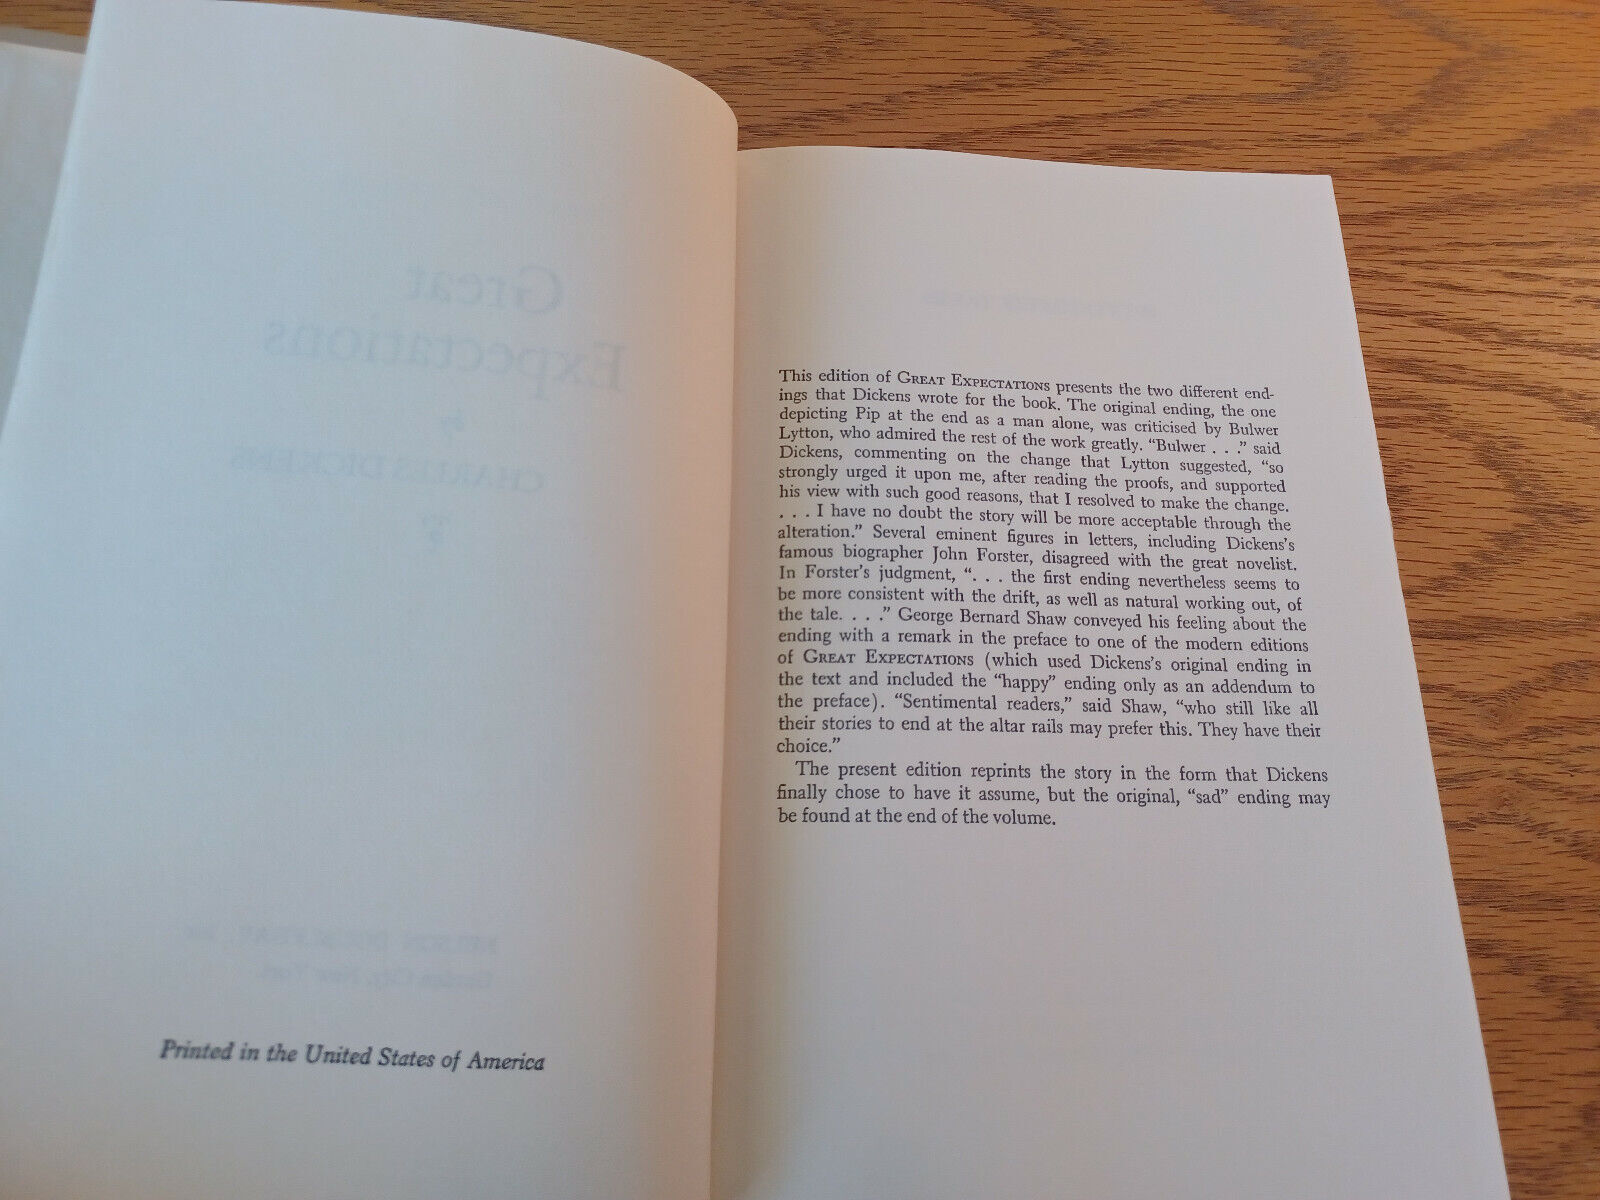 Great
Expectations
by
CHARLES DICKENS
NELSON DOUBLEDAY, Inc.
Garden City, New York
Printed in the United States of America
This edition of GREAT EXPECTATIONS presents the two different end-
ings that Dickens wrote for the book. The original ending, the one
depicting Pip at the end as a man alone, was criticised by Bulwer
Lytton, who admired the rest of the work greatly. “Bulwer . . .” said
Dickens, commenting on the change that Lytton suggested, “so
strongly urged it upon me, after reading the proofs, and supported
his view with such good reasons, that I resolved to make the change.
. . . I have no doubt the story will be more acceptable through the
alteration.” Several eminent figures in letters, including Dickens’s
famous biographer John Forster, disagreed with the great novelist.
In Forster’s judgment, “. . . the first ending nevertheless seems to
be more consistent with the drift, as well as natural working out, of
the tale. . . .” George Bernard Shaw conveyed his feeling about the
ending with a remark in the preface to one of the modern editions
of GREAT EXPECTATIONS (which used Dickens’s original ending in
the text and included the “happy” ending only as an addendum to
the preface). “Sentimental readers,” said Shaw, “who still like all
their stories to end at the altar rails may prefer this. They have their
choice.”
The present edition reprints the story in the form that Dickens
finally chose to have it assume, but the original, “sad” ending may
be found at the end of the volume.